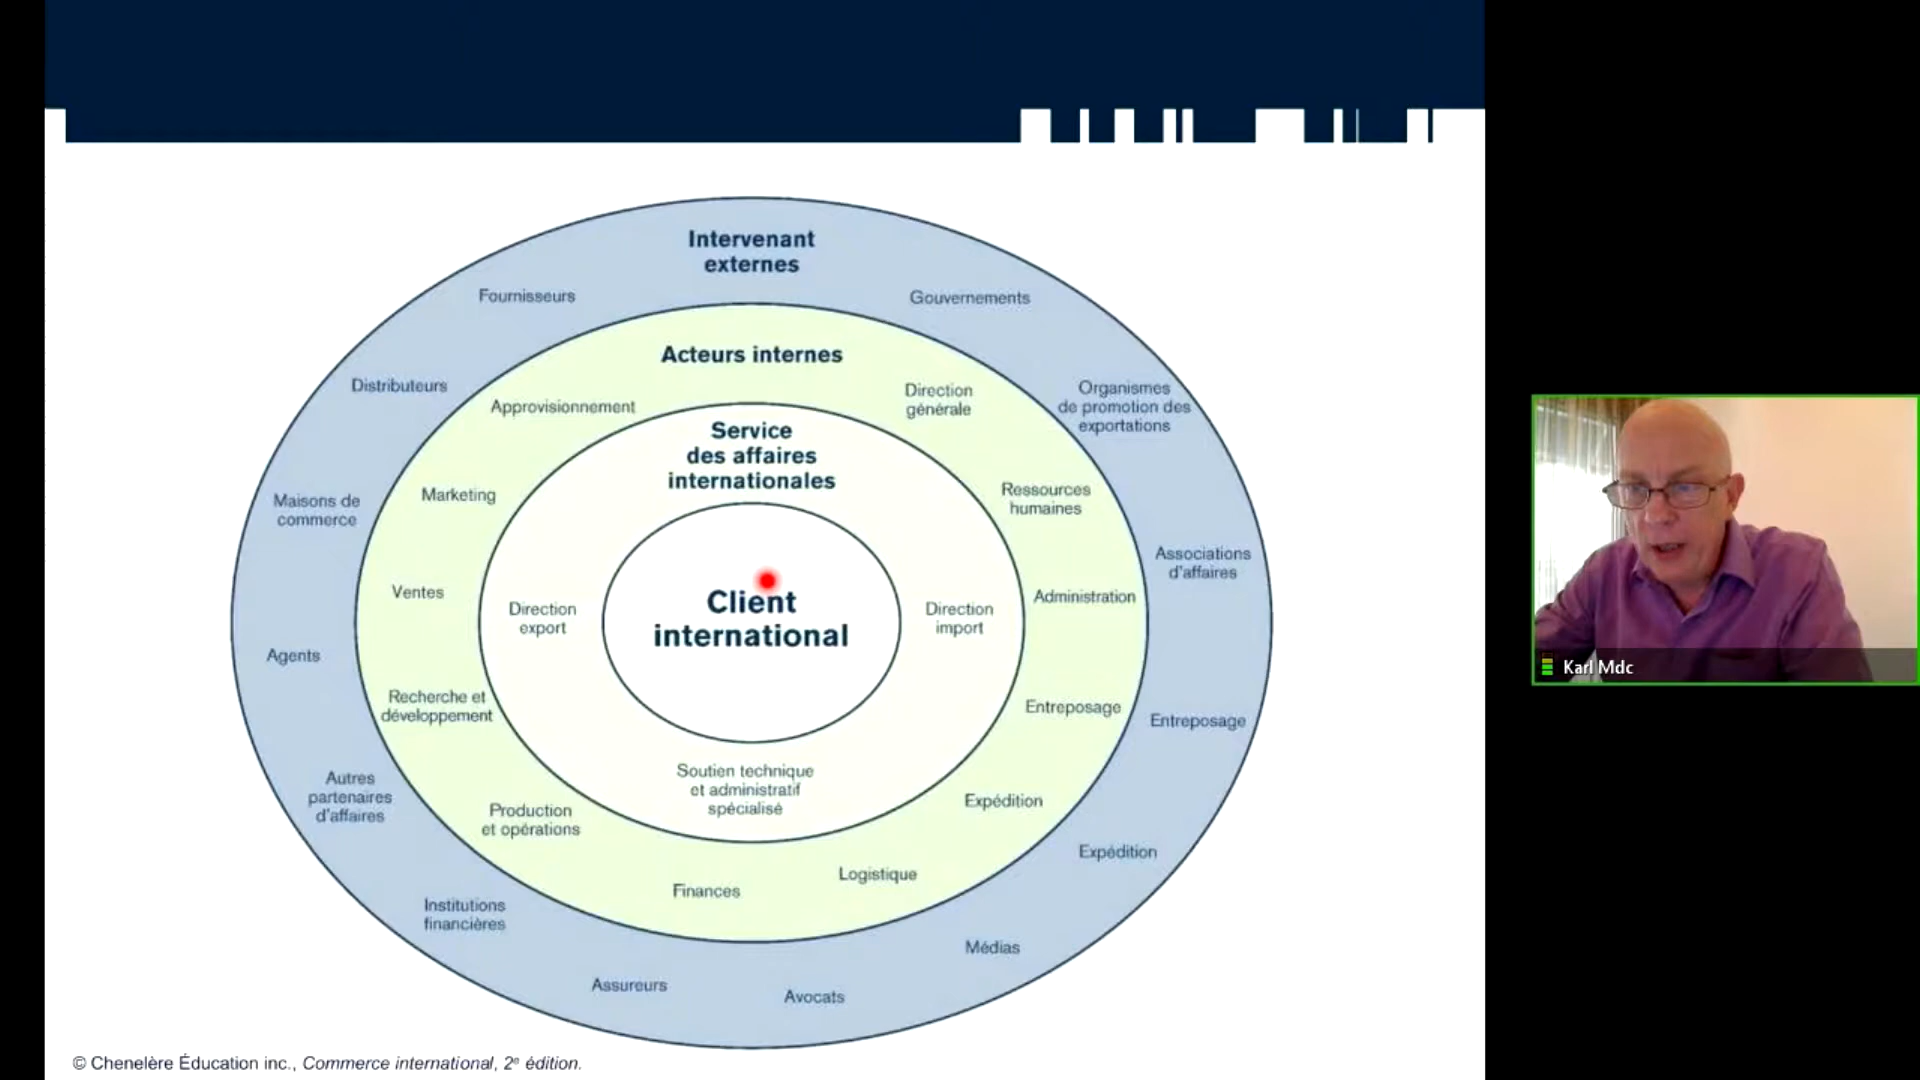 Intervenant
externes
Fournisseurs
Gouvernements
Distributeurs
Organismes
de promotion des
exportations
Maisons de
commerce
Associations
d'affaires
Agents
Entreposage
Autres
partenaires
d'affaires
Expédition
Institutions
financières
Médias
Assureurs
Avocats
Acteurs internes
Approvisionnement
Direction
générale
Marketing
Ressources
humaines
Ventes
Administration
Recherche et
développement
Entreposage
Production
et opérations
Expédition
Finances
Logistique
Service
des affaires
internationales
Direction
export
Direction
import
Soutien technique
et administratif
spécialisé
Client
international
© Chenelère Éducation inc., Commerce international, 2e édition.
Karl Mdc